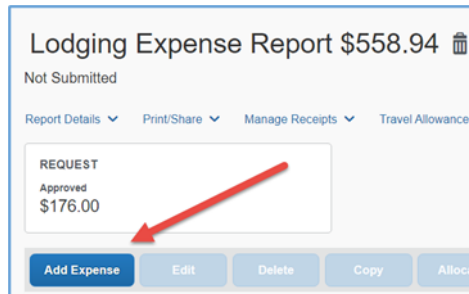 Lodging Expense Report $558.94
Not Submitted
Report Details Print/Share Manage Receipts Travel Allowance
REQUEST
Approved
$176.00
Add Expense Edit Delete Copy